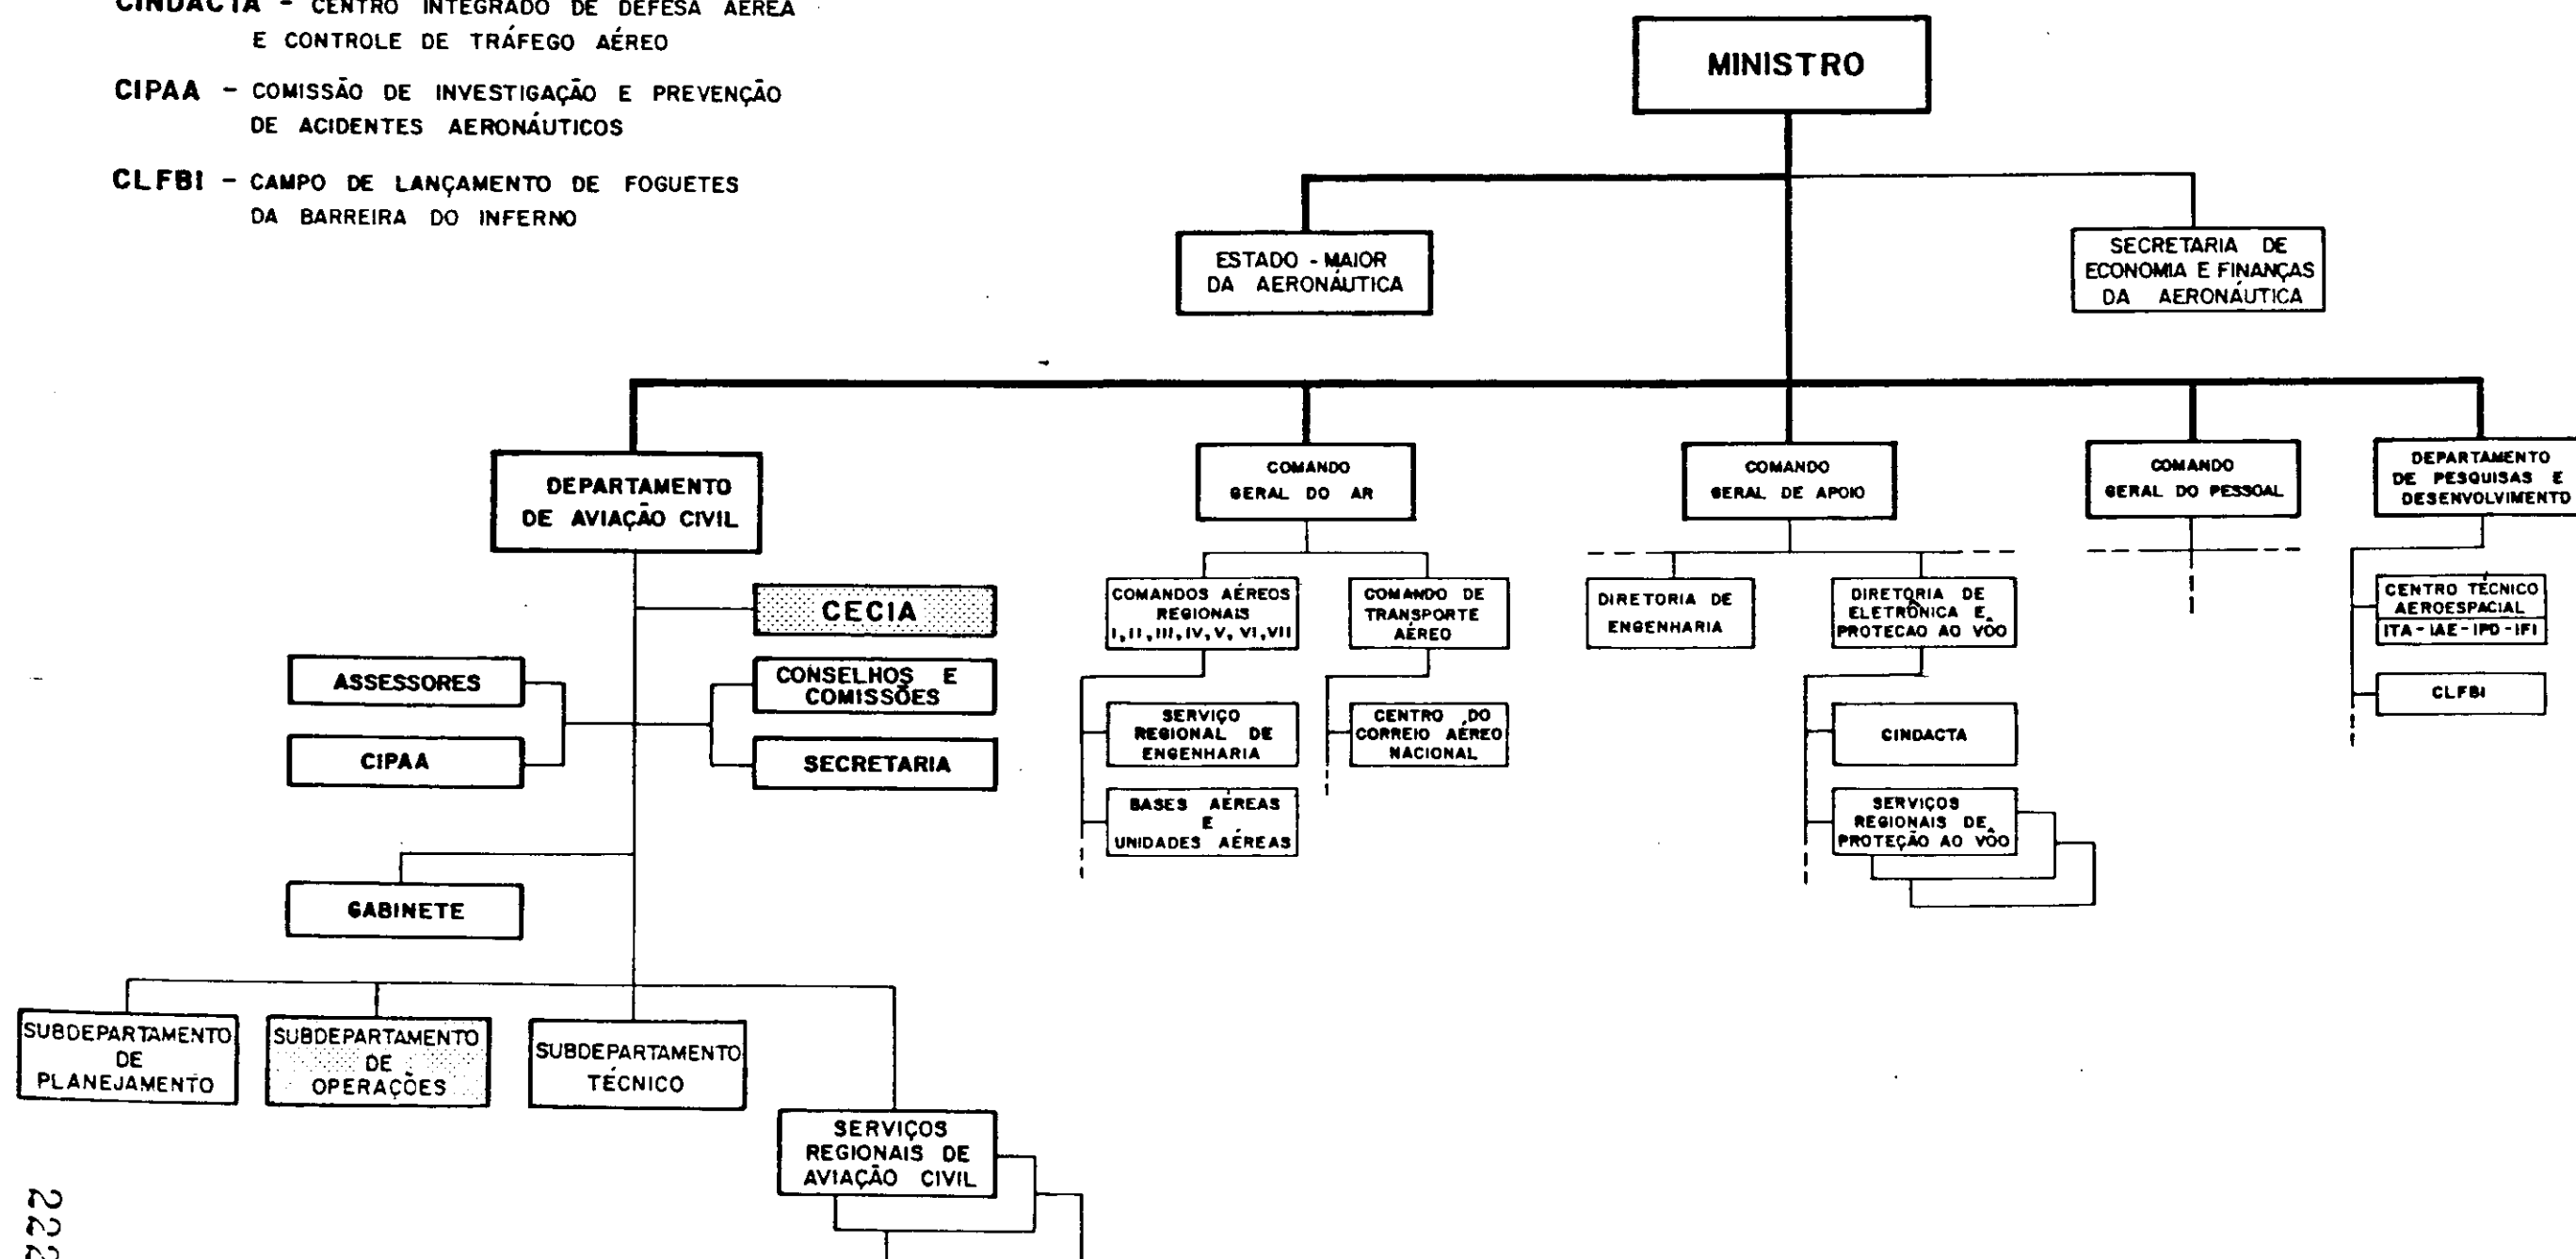 CINDACTA - CENTRO INTEGRADO DE DEFESA AÉREA
E CONTROLE DE TRÁFEGO AÉREO
CIPAA - COMISSÃO DE INVESTIGAÇÃO E PREVENÇÃO
DE ACIDENTES AERONÁUTICOS
CLFBI - CAMPO DE LANÇAMENTO DE FOGUETES
DA BARREIRA DO INFERNO
MINISTRO
ESTADO - MAIOR
DA AERONÁUTICA
SECRETARIA DE
ECONOMIA E FINANÇAS
DA AERONÁUTICA
DEPARTAMENTO
DE AVIAÇÃO CIVIL
COMANDO
GERAL DO AR
COMANDO
GERAL DE APOIO
COMANDO
GERAL DO PESSOAL
DEPARTAMENTO
DE PESQUISAS E
DESENVOLVIMENTO
CECIA
ASSESSORES
CONSELHOS E
COMISSÕES
CIPAA
SECRETARIA
GABINETE
COMANDOS AÉREOS
REGIONAIS
I, II, III, IV, V, VI, VII
COMANDO DE
TRANSPORTE
AÉREO
SERVIÇO
REGIONAL DE
ENGENHARIA
CENTRO DO
CORREIO AÉREO
NACIONAL
BASES AÉREAS
E
UNIDADES AÉREAS
DIRETORIA DE
ENGENHARIA
DIRETORIA DE
ELETRÔNICA E
PROTECAO AO VÔO
CINDACTA
SERVIÇOS
REGIONAIS DE
PROTEÇÃO AO VÔO
CENTRO TÉCNICO
AEROESPACIAL
ITA - IAE - IPD - IFI
CLFBI
SUBDEPARTAMENTO
DE
PLANEJAMENTO
SUBDEPARTAMENTO
DE
OPERAÇÕES
SUBDEPARTAMENTO
TÉCNICO
SERVIÇOS
REGIONAIS DE
AVIAÇÃO CIVIL